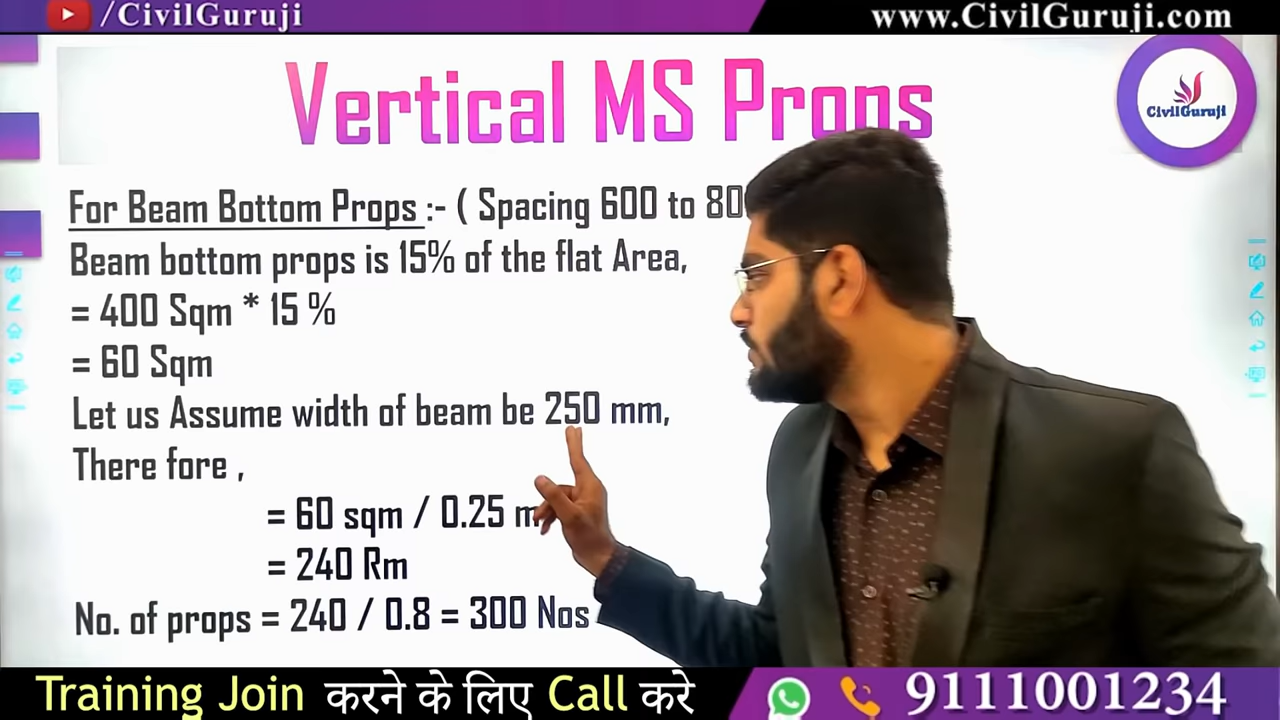 /CivilGuruji
www.CivilGuruji.com
Vertical MS Props
CivilGuruji
For Beam Bottom Props :- ( Spacing 600 to
Beam bottom props is 15% of the flat Area,
= 400 Sqm * 15 %
= 60 Sqm
Let us Assume width of beam be 250 mm,
There fore ,
= 60 sqm / 0.25 m
= 240 Rm
No. of props = 240 / 0.8 = 300 Nos
Training Join करने के लिए Call करे
9111001234